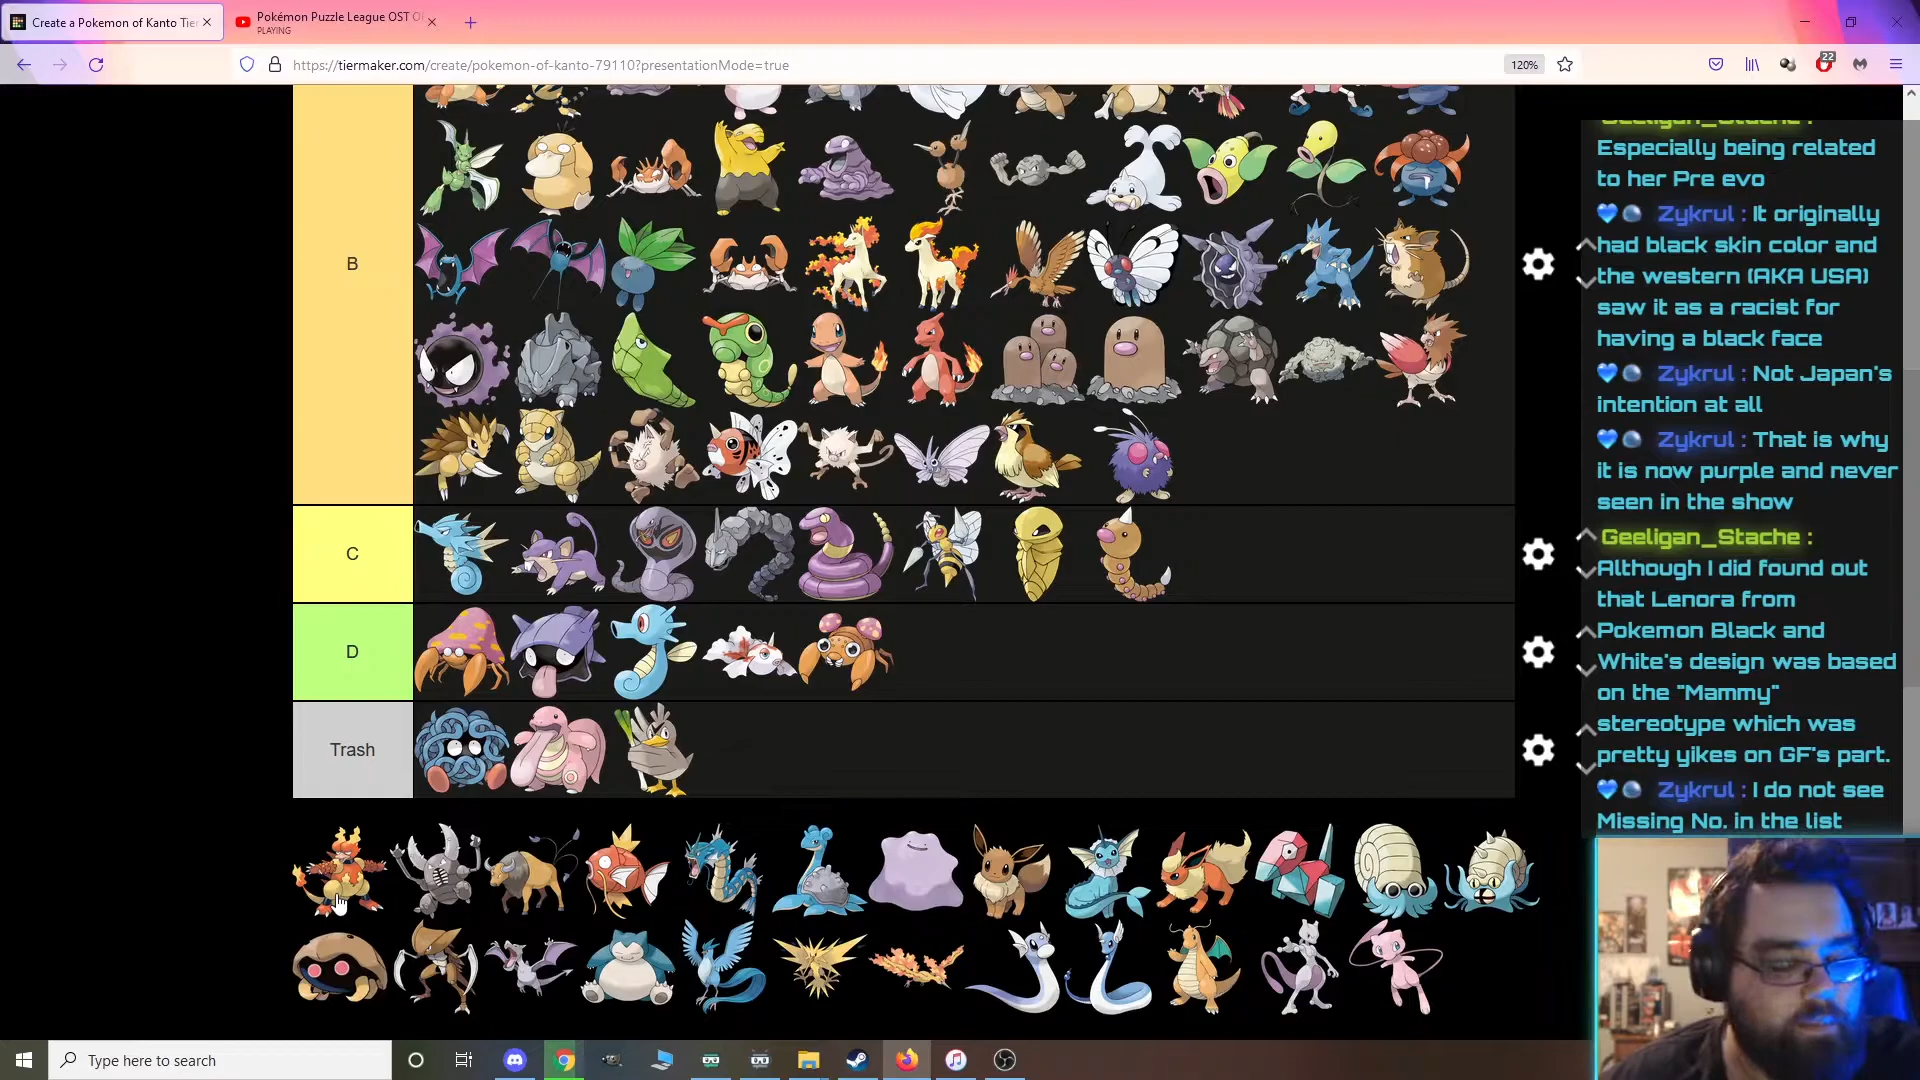 Create a Pokemon of Kanto Tier
Pokémon Puzzle League OST O
PLAYING
https://tiermaker.com/create/pokemon-of-kanto-79110?presentationMode=true
120%
22
Especially being related
to her Pre evo
Zykrul : It originally
had black skin color and
the western (AKA USA)
saw it as a racist for
having a black face
Zykrul : Not Japan's
intention at all
Zykrul : That is why
it is now purple and never
seen in the show
Geeligan_Stache :
Although I did found out
that Lenora from
Pokemon Black and
White's design was based
on the "Mammy"
stereotype which was
pretty yikes on GF's part.
Zykrul : I do not see
Missing No. in the list
B
C
D
Trash
Type here to search